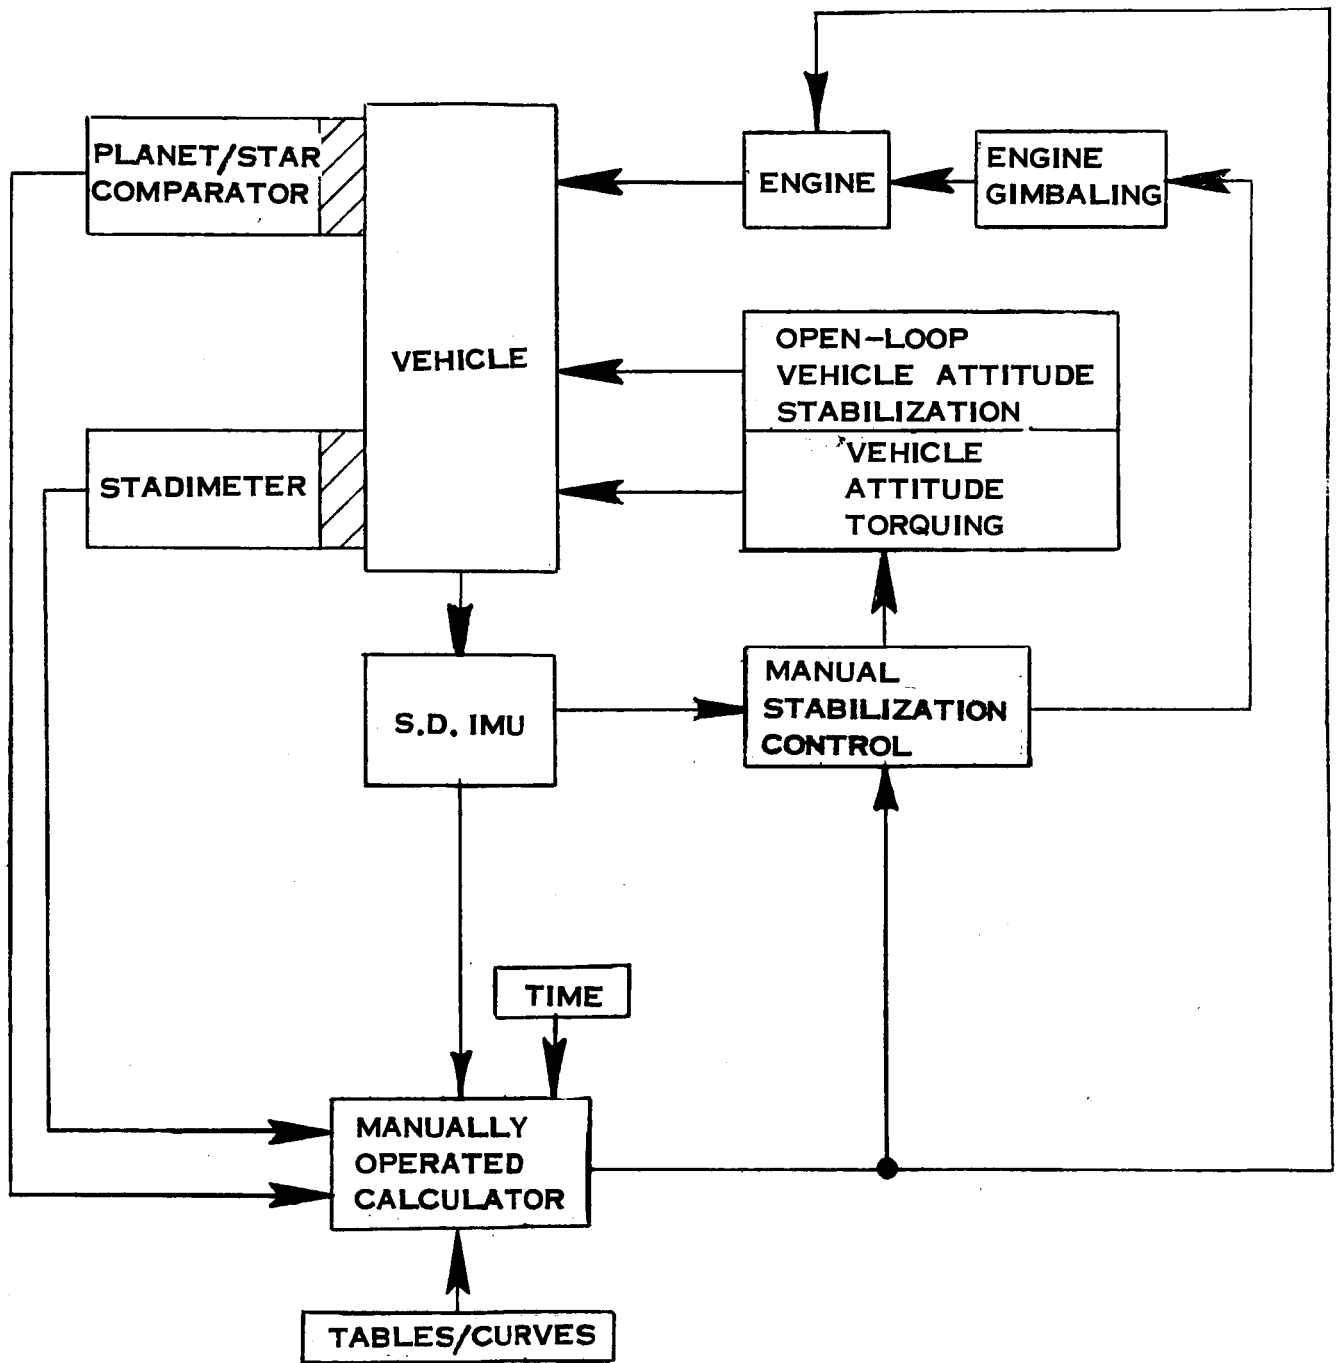 PLANET/STAR
COMPARATOR
VEHICLE
ENGINE
ENGINE
GIMBALING
OPEN-LOOP
VEHICLE ATTITUDE
STABILIZATION
VEHICLE
ATTITUDE
TORQUING
STADIMETER
S.D. IMU
MANUAL
STABILIZATION
CONTROL
TIME
MANUALLY
OPERATED
CALCULATOR
TABLES/CURVES